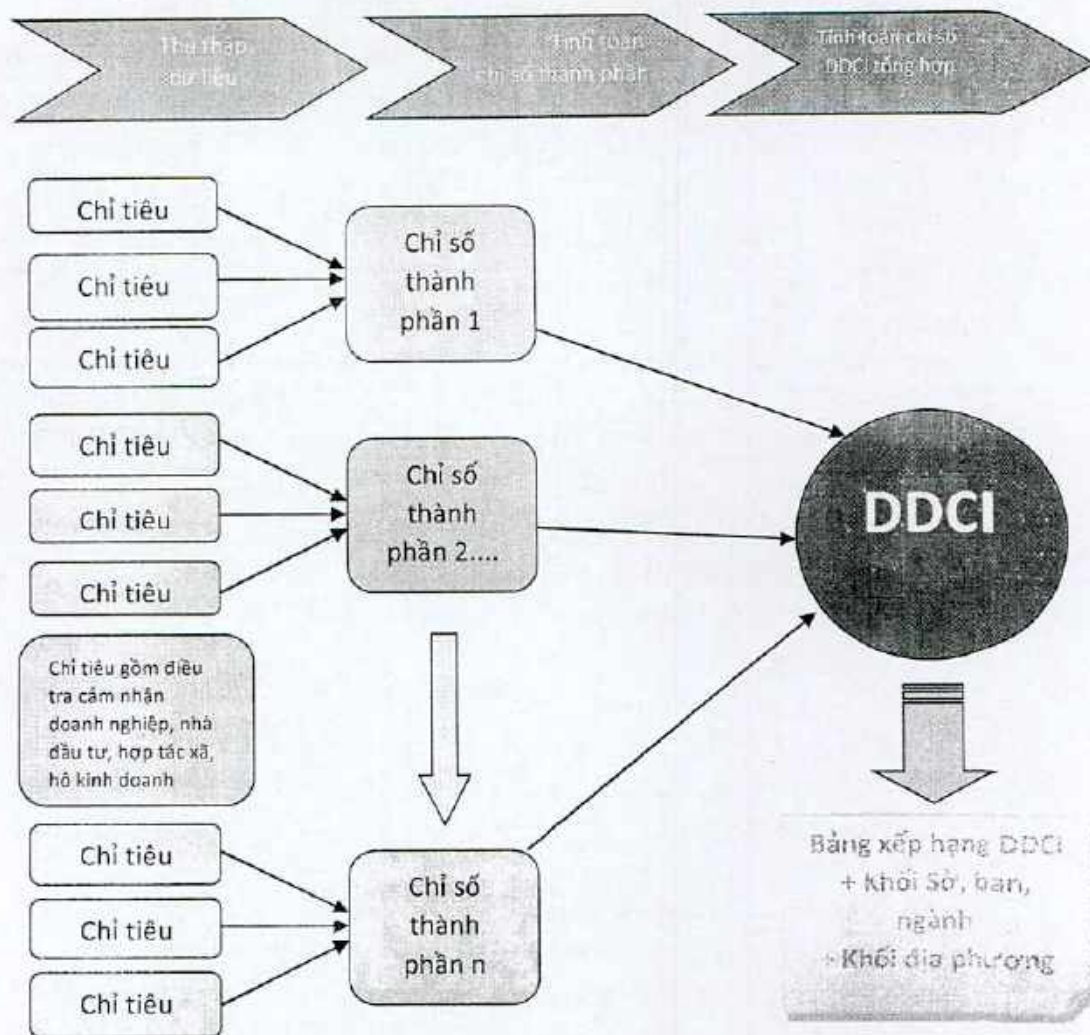 Thu thập
dữ liệu
Tính toán
chỉ số thành phần
Tính toán chỉ số
DDCI tổng hợp
Chỉ tiêu
Chỉ tiêu
Chỉ tiêu
Chỉ số
thành
phần 1
Chỉ tiêu
Chỉ tiêu
Chỉ tiêu
Chỉ số
thành
phần 2....
DDCI
Chỉ tiêu gồm điều
tra cảm nhận
doanh nghiệp, nhà
đầu tư, hợp tác xã,
hộ kinh doanh
Chỉ tiêu
Chỉ tiêu
Chỉ tiêu
Chỉ số
thành
phần n
Bảng xếp hạng DDCI
+ Khối Sở, ban,
ngành
+ Khối địa phương